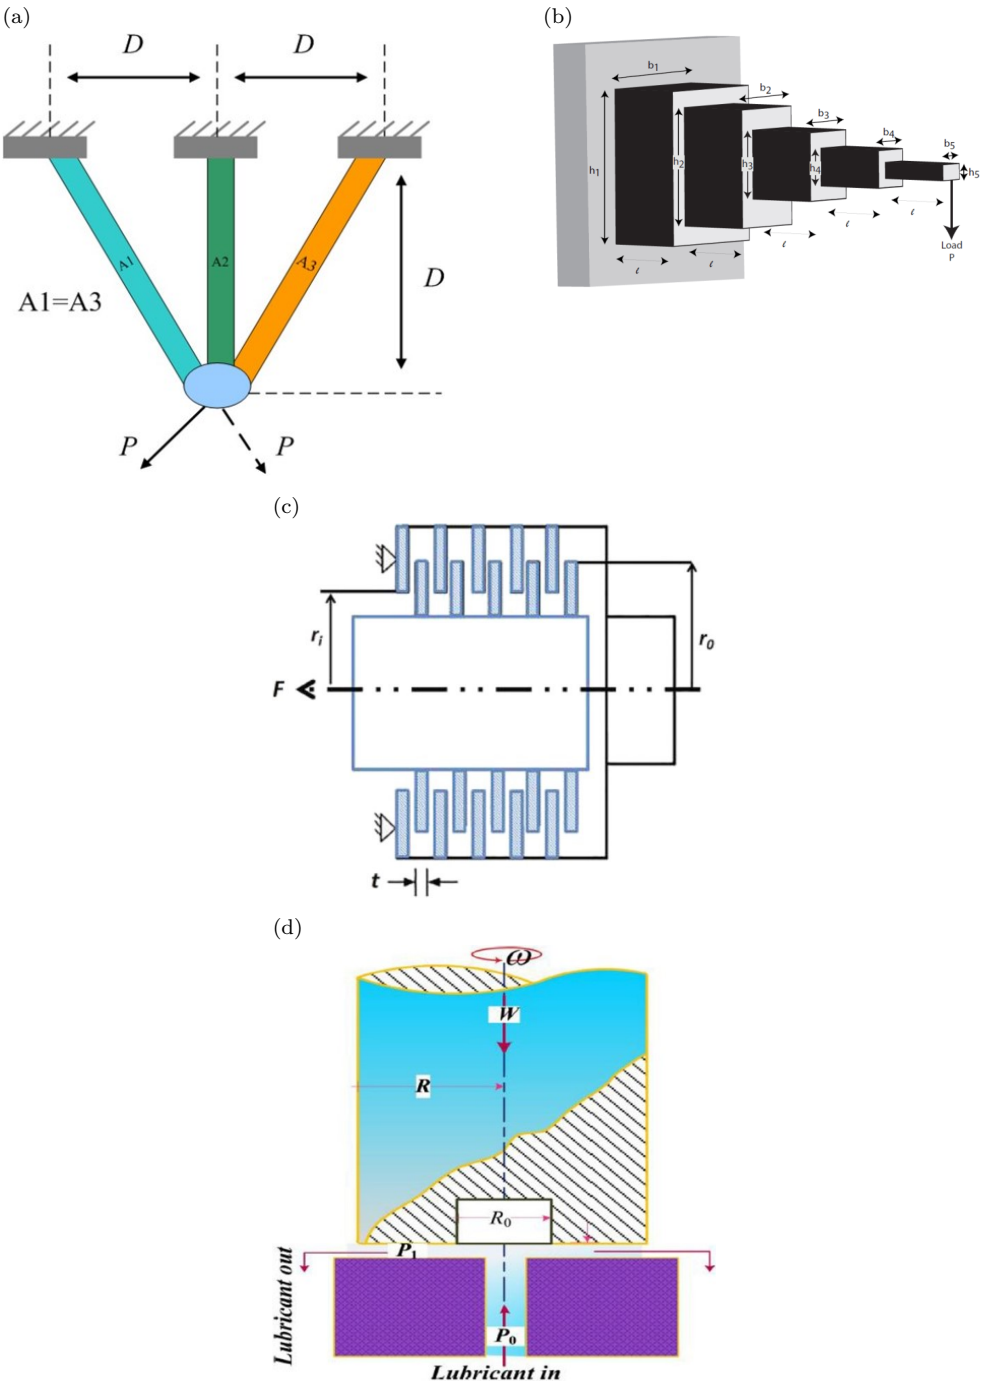 (a)
D D
A1 A2 A3
D
A1=A3
P P
(b)
b₁
b₂
b₃
b₄
b₅
h₁ h₂ h₃ h₄ h₅
ℓ ℓ ℓ ℓ ℓ
Load
P
(c)
rᵢ r₀
F
t
(d)
ω
W
R
R₀
P₁
Lubricant out
P₀
Lubricant in